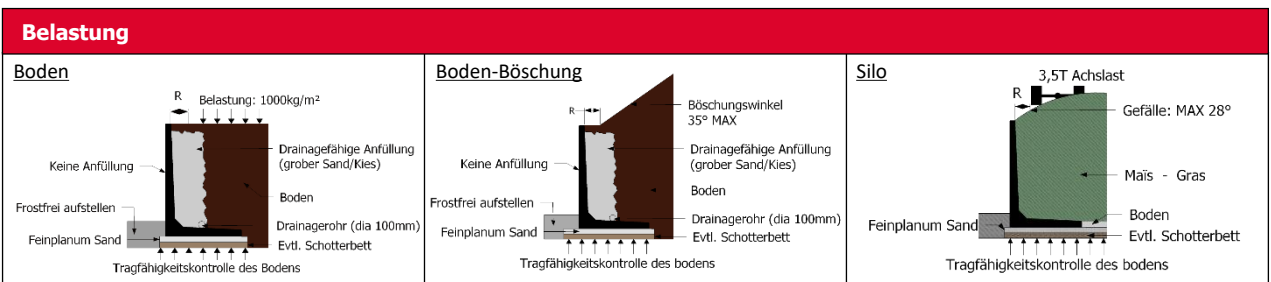 Belastung
Boden
R
Belastung: 1000kg/m²
Drainagefähige Anfüllung
(grober Sand/Kies)
Keine Anfüllung
Boden
Frostfrei aufstellen
Drainagerohr (dia 100mm)
Feinplanum Sand
Evtl. Schotterbett
Tragfähigkeitskontrolle des Bodens
Boden-Böschung
R
Böschungswinkel
35° MAX
Drainagefähige Anfüllung
(grober Sand/Kies)
Keine Anfüllung
Boden
Frostfrei aufstellen
Drainagerohr (dia 100mm)
Feinplanum Sand
Evtl. Schotterbett
Tragfähigkeitskontrolle des bodens
Silo
3,5T Achslast
R
Gefälle: MAX 28°
Maïs - Gras
Boden
Feinplanum Sand
Evtl. Schotterbett
Tragfähigkeitskontrolle des bodens